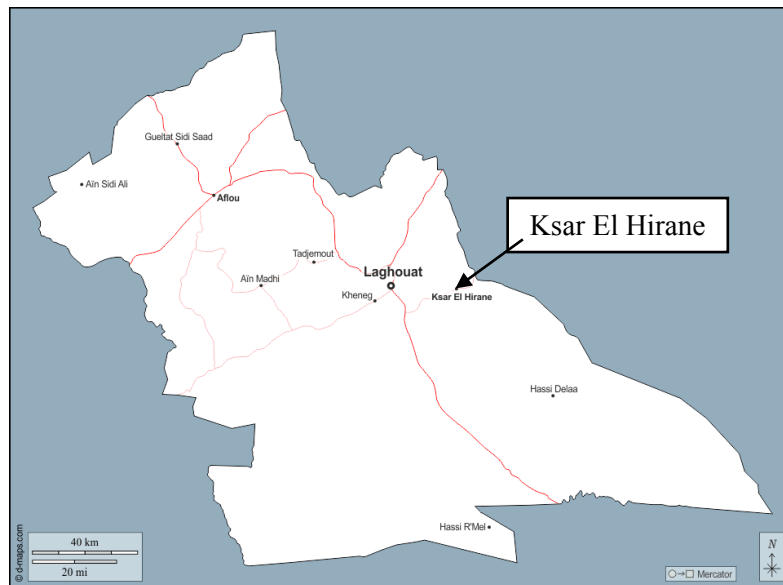 Gueltat Sidi Saad
Aïn Sidi Ali
Aflou
Ksar El Hirane
Tadjemout
Laghouat
Aïn Madhi
Kheneg
Ksar El Hirane
Hassi Delaa
Hassi R'Mel
© d-maps.com
40 km
20 mi
N
Mercator